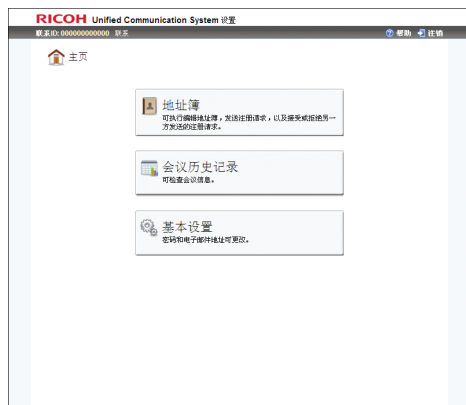 RICOH Unified Communication System 设置
联系ID: 000000000000 联系 帮助 注销
主页
地址簿
可执行编辑地址簿，发送注册请求，以及接受或拒绝另一
方发送的注册请求。
会议历史记录
可检查会议信息。
基本设置
密码和电子邮件地址可更改。